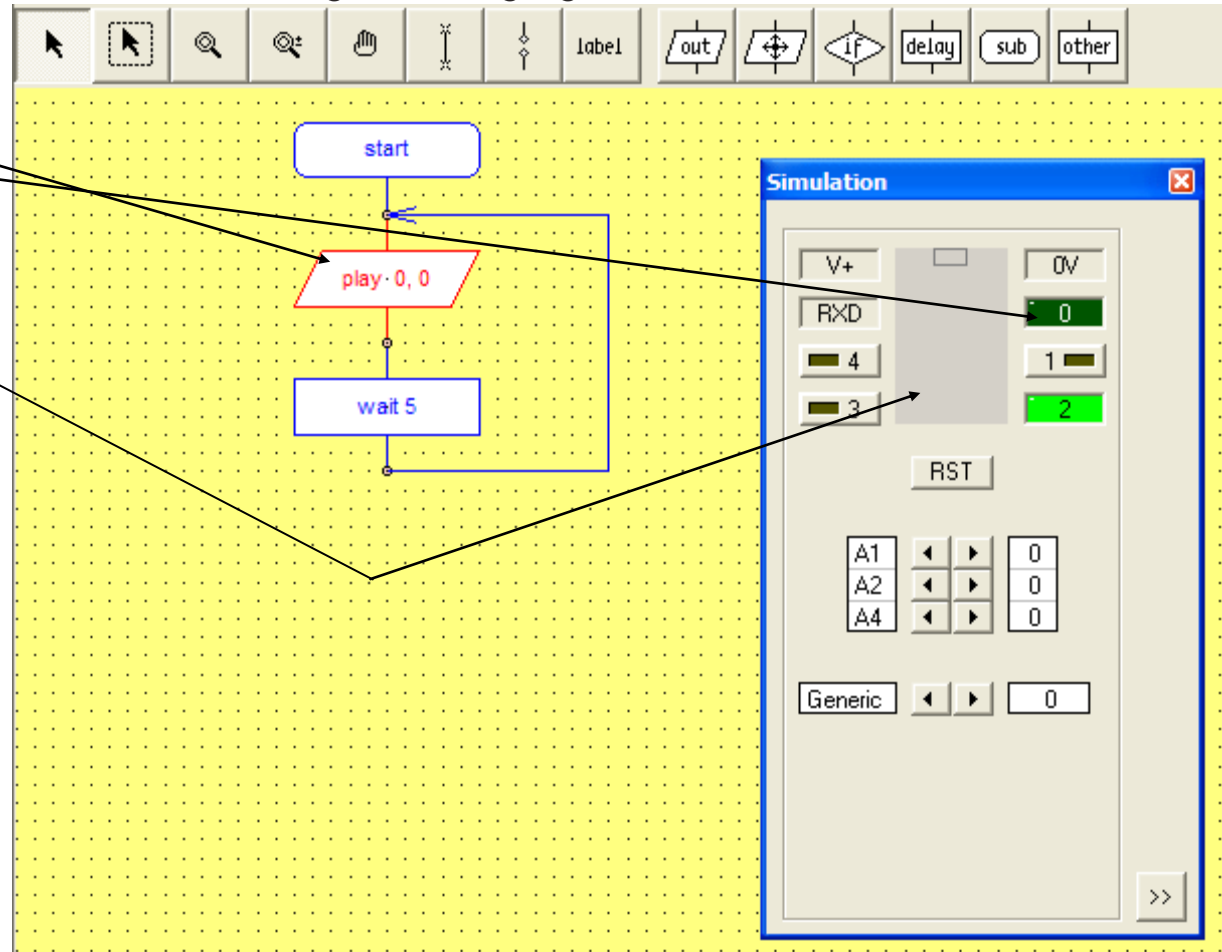 label out IF delay sub other
start
play · 0, 0
wait 5
Simulation
V+ 0V
RXD 0
4 1
3 2
RST
A1 0
A2 0
A4 0
Generic 0
>>